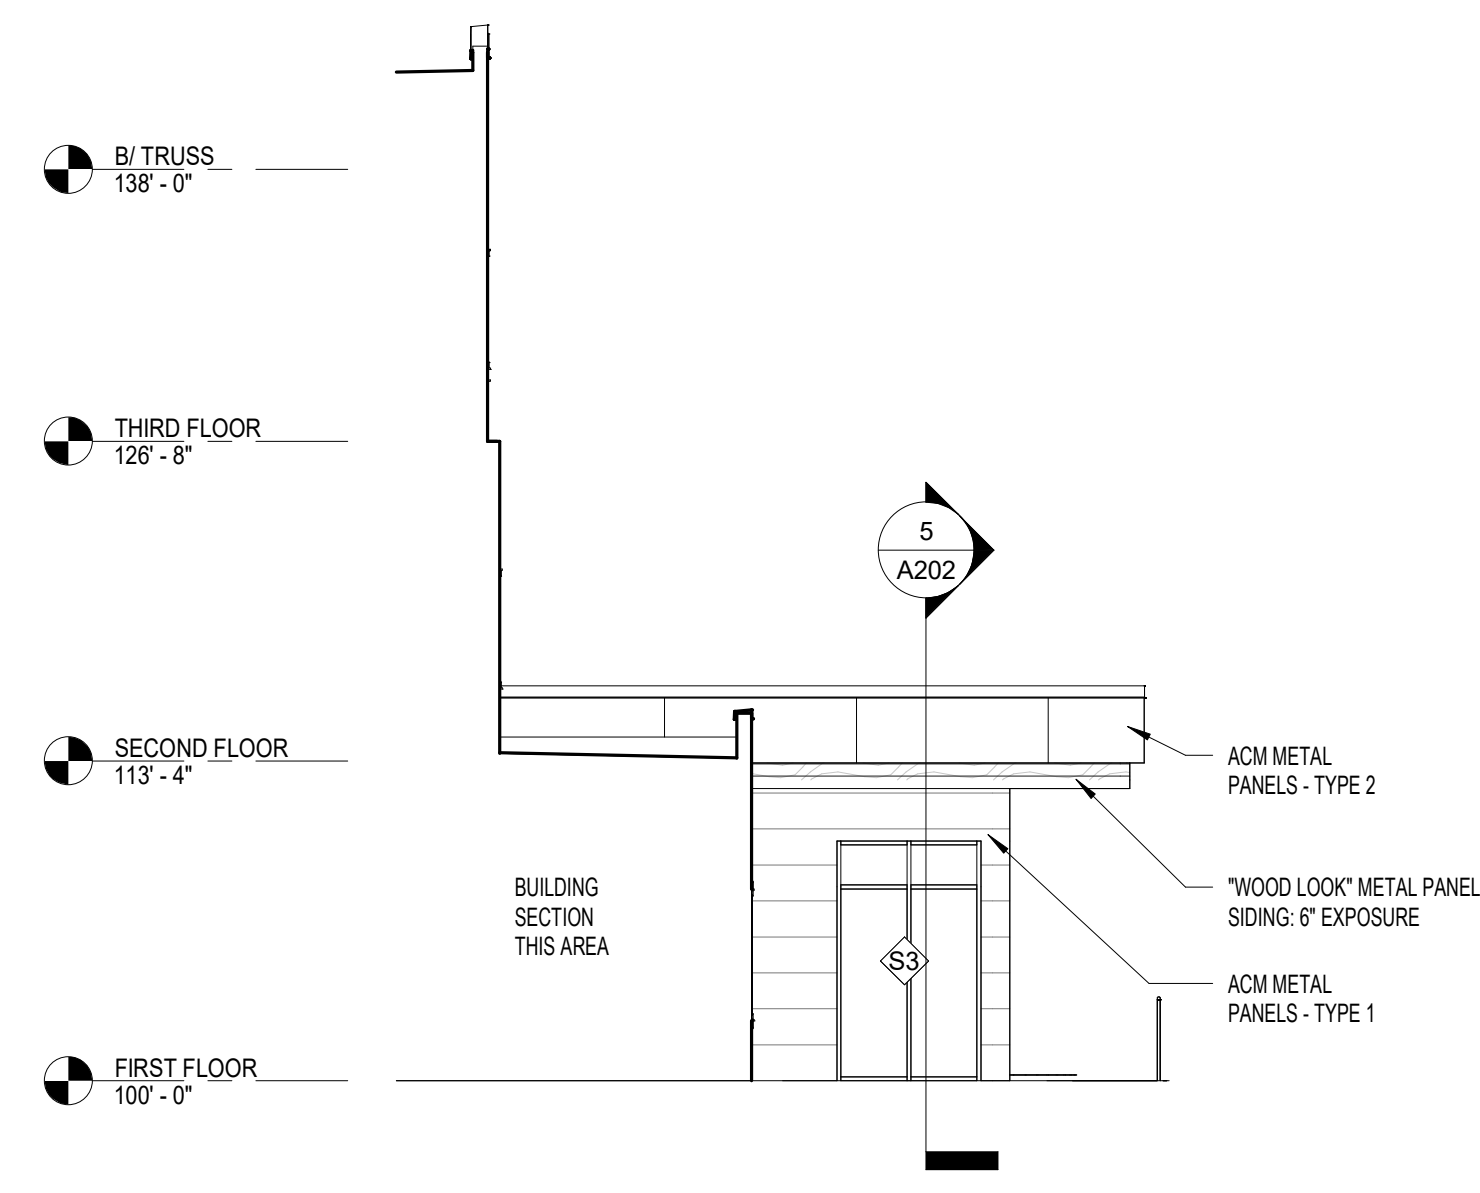 B/ TRUSS
138' - 0"
THIRD FLOOR
126' - 8"
5
A202
SECOND FLOOR
113' - 4"
ACM METAL
PANELS - TYPE 2
"WOOD LOOK" METAL PANEL
SIDING: 6" EXPOSURE
BUILDING
SECTION
THIS AREA
S3
ACM METAL
PANELS - TYPE 1
FIRST FLOOR
100' - 0"